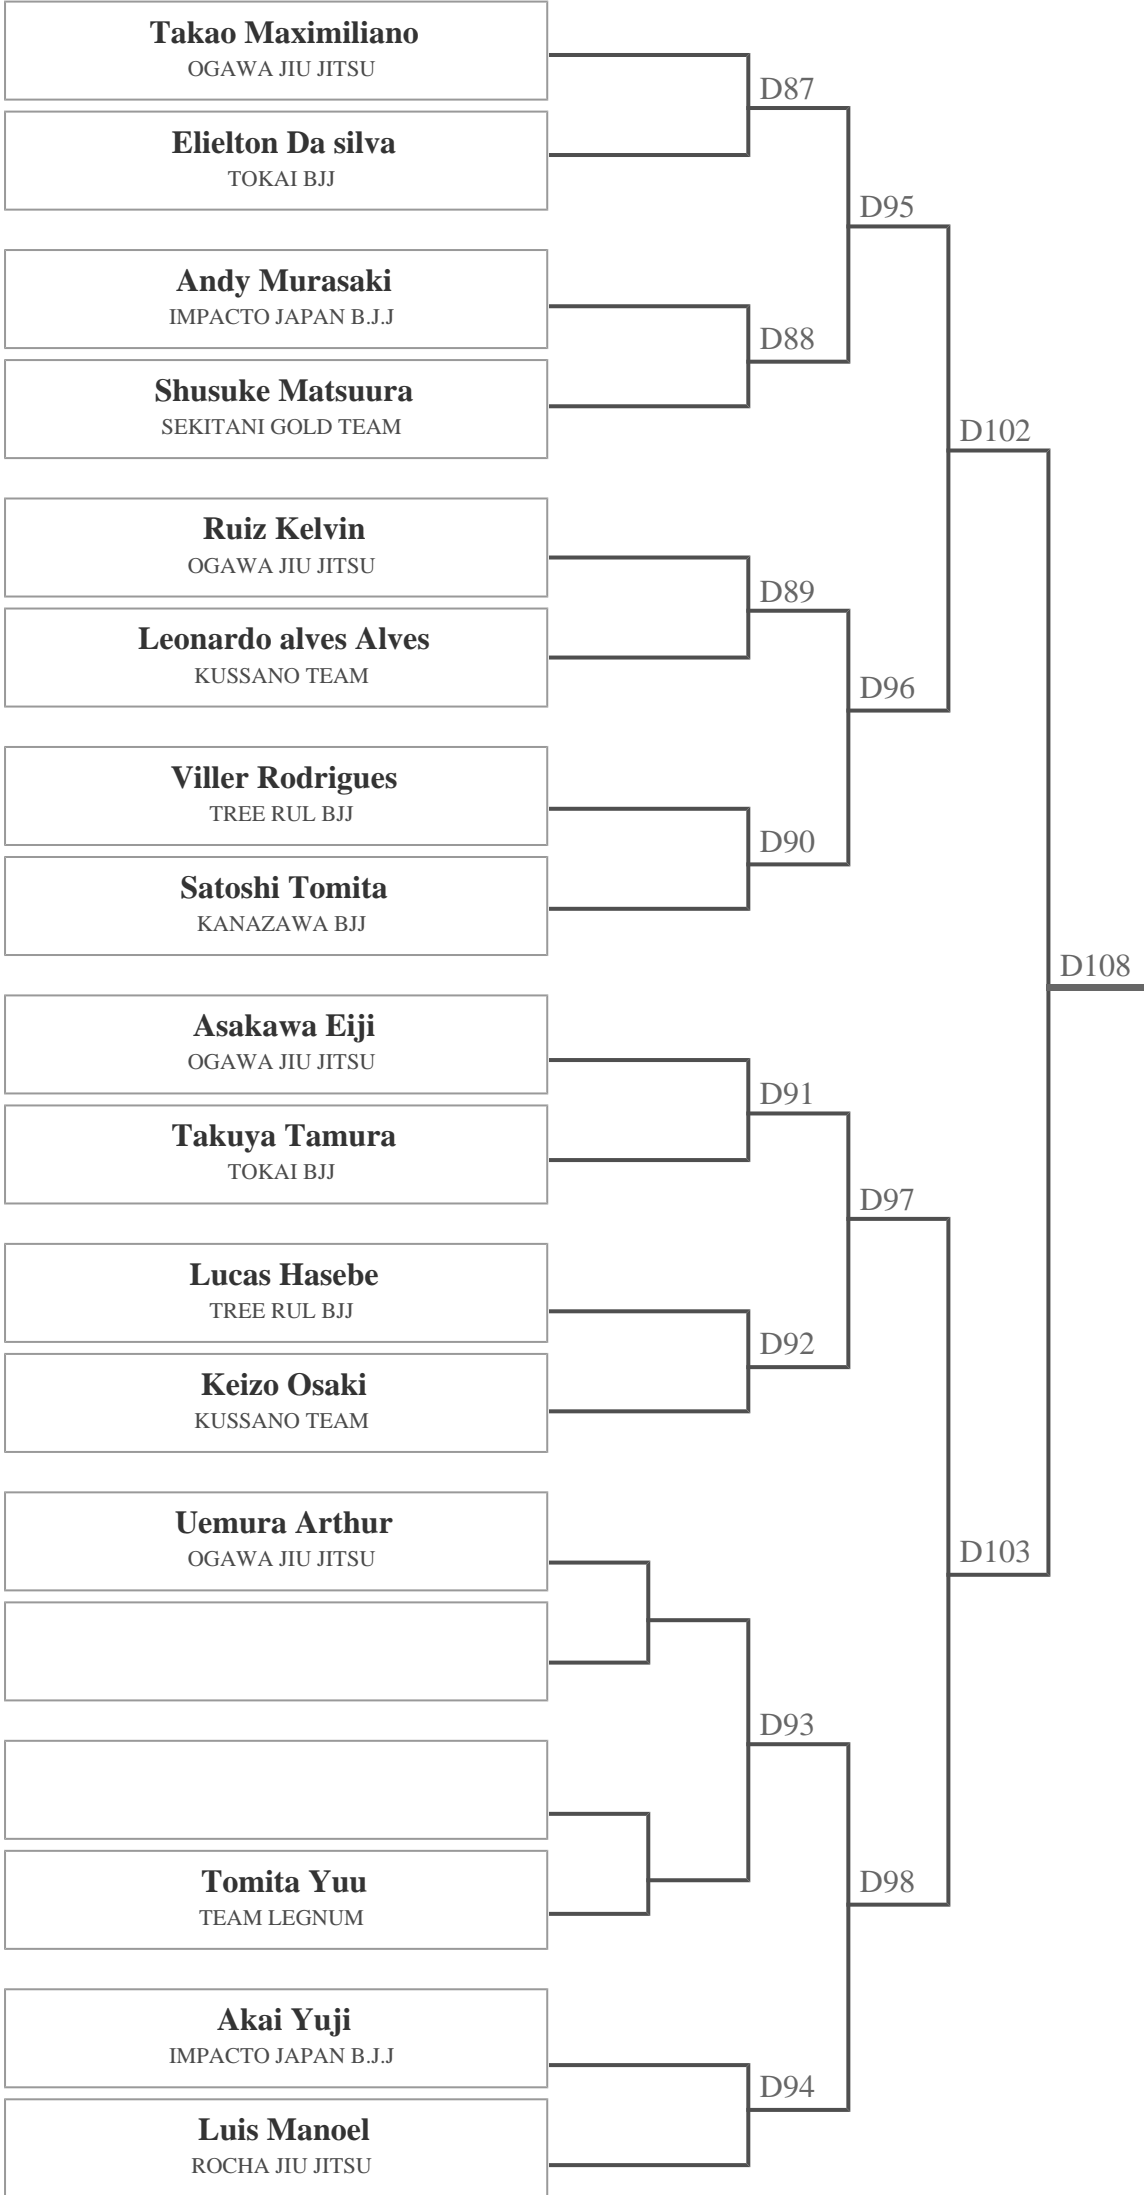 Takao Maximiliano
OGAWA JIU JITSU
D87
Elielton Da silva
TOKAI BJJ
D95
Andy Murasaki
IMPACTO JAPAN B.J.J
D88
Shusuke Matsuura
SEKITANI GOLD TEAM
D102
Ruiz Kelvin
OGAWA JIU JITSU
D89
Leonardo alves Alves
KUSSANO TEAM
D96
Viller Rodrigues
TREE RUL BJJ
D90
Satoshi Tomita
KANAZAWA BJJ
D108
Asakawa Eiji
OGAWA JIU JITSU
D91
Takuya Tamura
TOKAI BJJ
D97
Lucas Hasebe
TREE RUL BJJ
D92
Keizo Osaki
KUSSANO TEAM
Uemura Arthur
OGAWA JIU JITSU
D103
D93
Tomita Yuu
TEAM LEGNUM
D98
Akai Yuji
IMPACTO JAPAN B.J.J
D94
Luis Manoel
ROCHA JIU JITSU